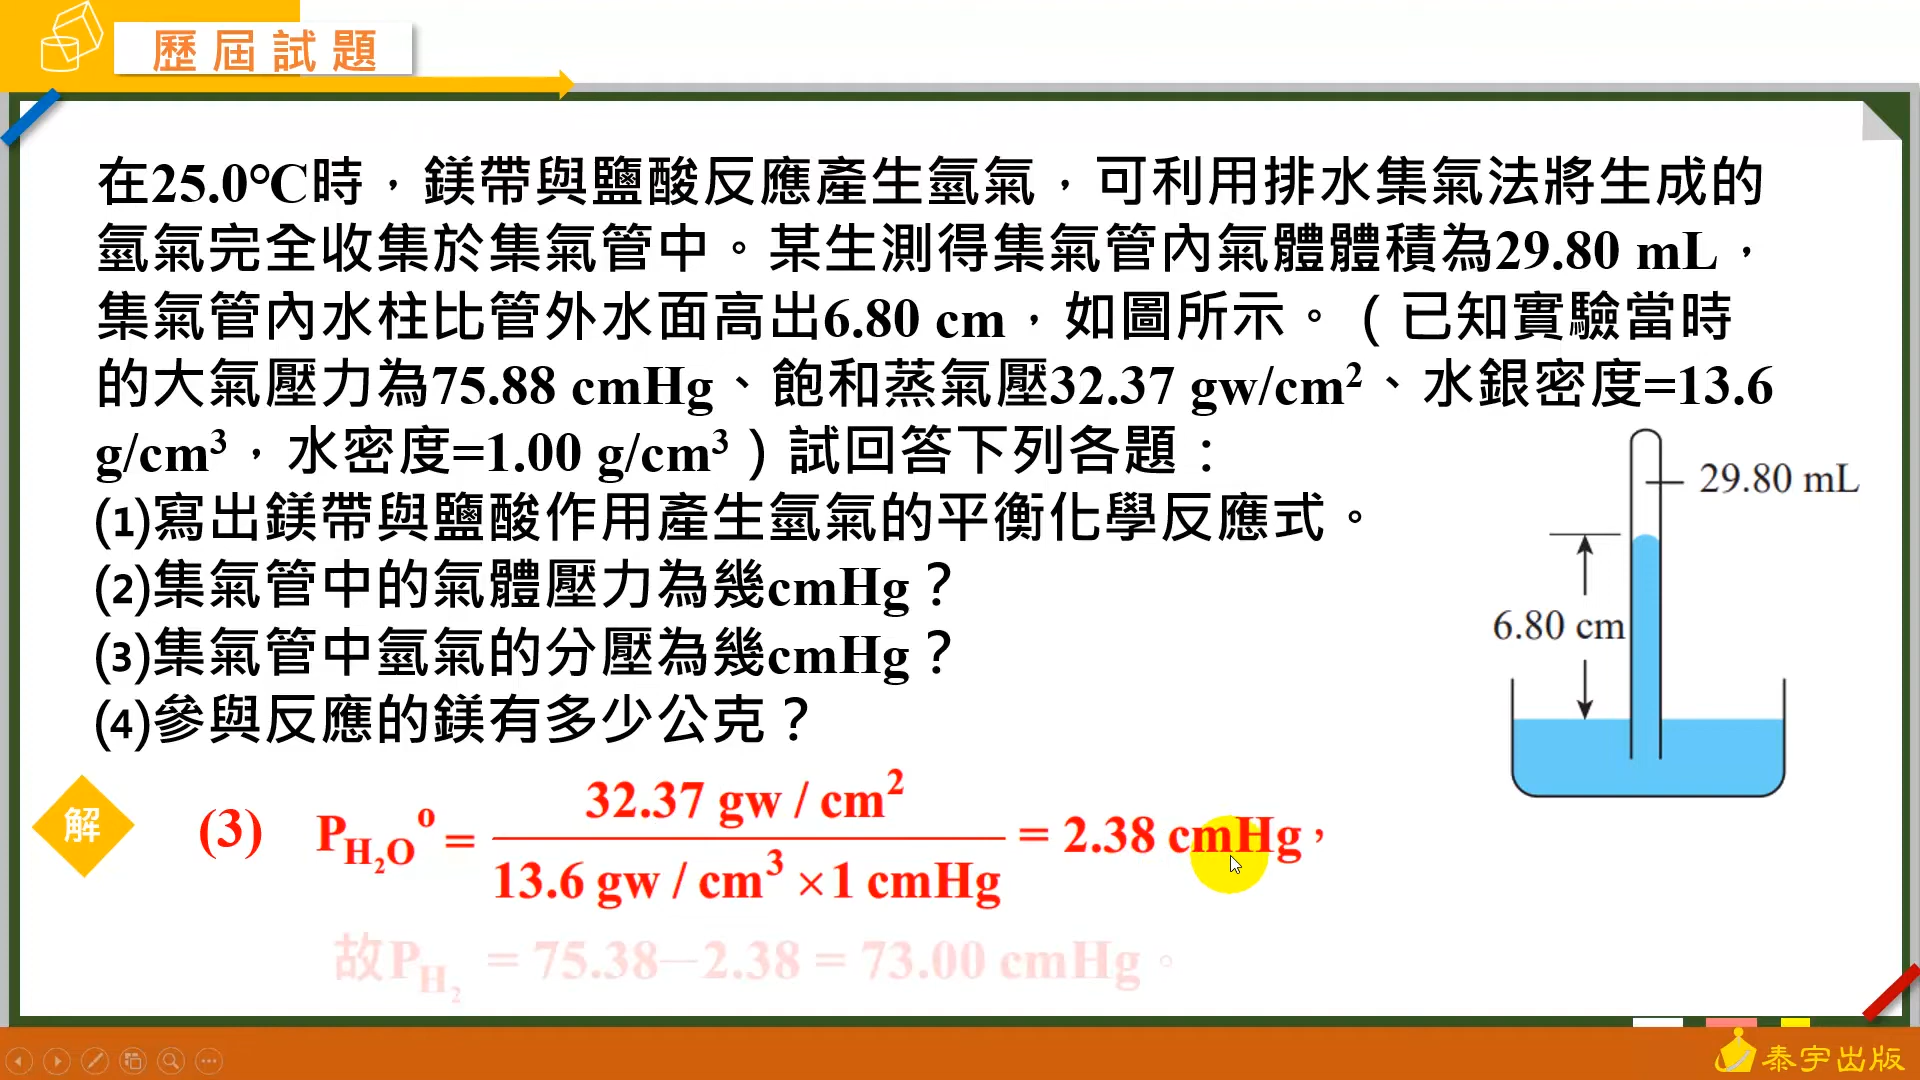 歷屆試題
在25.0℃時，鎂帶與鹽酸反應產生氫氣，可利用排水集氣法將生成的
氫氣完全收集於集氣管中。某生測得集氣管內氣體體積為29.80 mL，
集氣管內水柱比管外水面高出6.80 cm，如圖所示。（已知實驗當時
的大氣壓力為75.88 cmHg、飽和蒸氣壓32.37 gw/cm²、水銀密度=13.6
g/cm³，水密度=1.00 g/cm³）試回答下列各題：
(1)寫出鎂帶與鹽酸作用產生氫氣的平衡化學反應式。
(2)集氣管中的氣體壓力為幾cmHg？
(3)集氣管中氫氣的分壓為幾cmHg？
(4)參與反應的鎂有多少公克？
29.80 mL
6.80 cm
解
(3) P_H₂O° = 32.37 gw / cm² / 13.6 gw / cm³ ×1 cmHg = 2.38 cmHg，
故P_H₂ = 75.38－2.38 = 73.00 cmHg。
泰宇出版